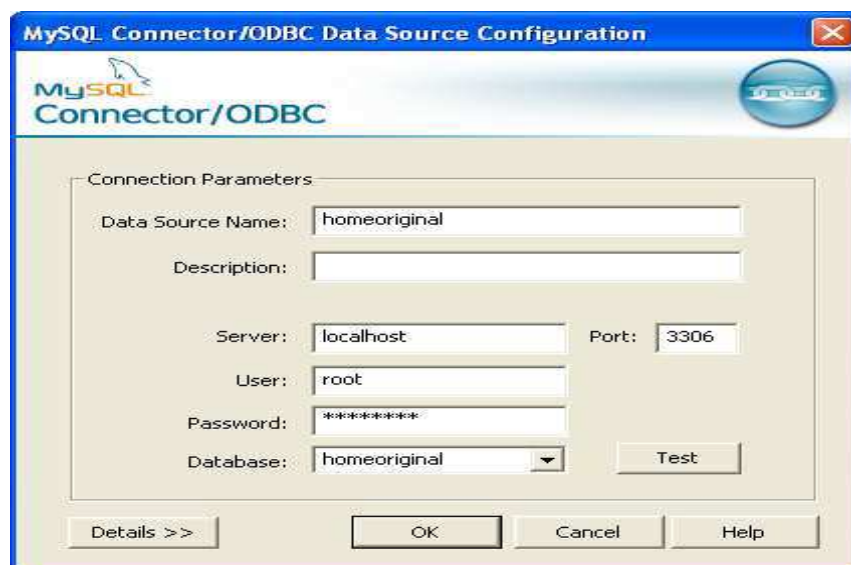 MySQL Connector/ODBC Data Source Configuration
MySQL
Connector/ODBC
Connection Parameters
Data Source Name: homeoriginal
Description:
Server: localhost Port: 3306
User: root
Password: ********
Database: homeoriginal Test
Details >> OK Cancel Help